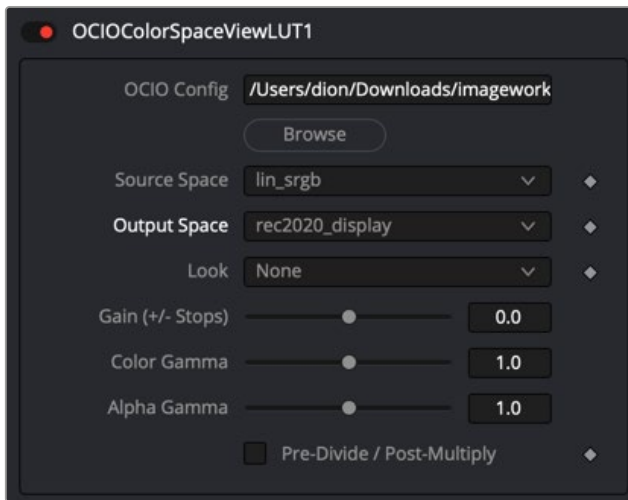 OCIOColorSpaceViewLUT1
OCIO Config /Users/dion/Downloads/imagework
Browse
Source Space lin_srgb
Output Space rec2020_display
Look None
Gain (+/- Stops) 0.0
Color Gamma 1.0
Alpha Gamma 1.0
Pre-Divide / Post-Multiply